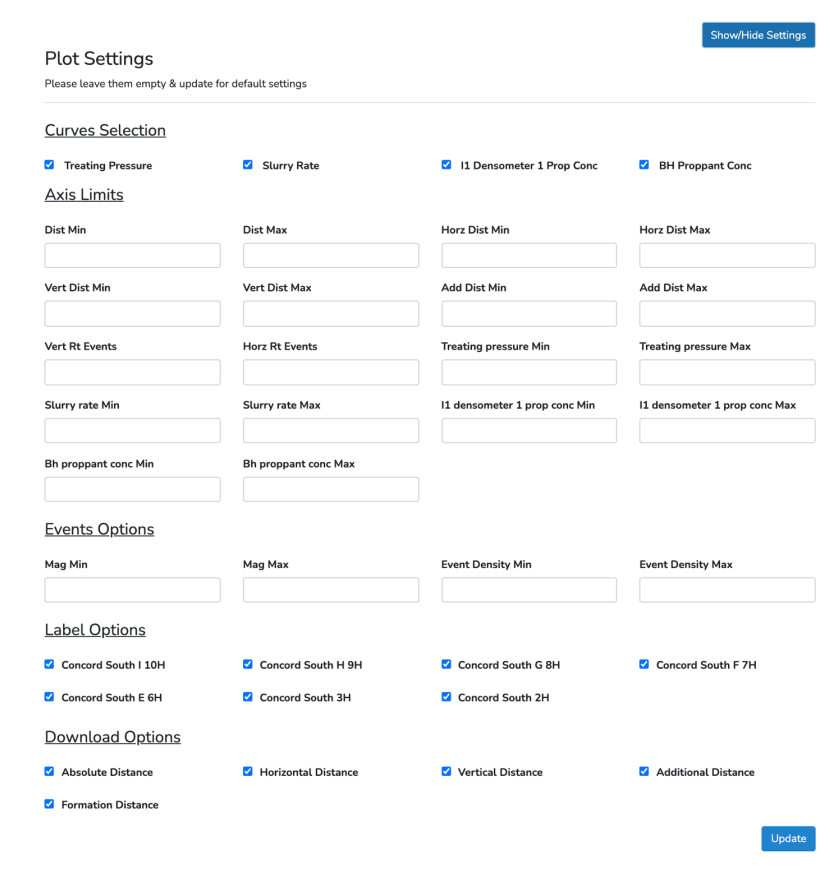 Show/Hide Settings
Plot Settings
Please leave them empty & update for default settings
Curves Selection
Treating Pressure Slurry Rate I1 Densometer 1 Prop Conc BH Proppant Conc
Axis Limits
Dist Min Dist Max Horz Dist Min Horz Dist Max
Vert Dist Min Vert Dist Max Add Dist Min Add Dist Max
Vert Rt Events Horz Rt Events Treating pressure Min Treating pressure Max
Slurry rate Min Slurry rate Max I1 densometer 1 prop conc Min I1 densometer 1 prop conc Max
Bh proppant conc Min Bh proppant conc Max
Events Options
Mag Min Mag Max Event Density Min Event Density Max
Label Options
Concord South I 10H Concord South H 9H Concord South G 8H Concord South F 7H
Concord South E 6H Concord South 3H Concord South 2H
Download Options
Absolute Distance Horizontal Distance Vertical Distance Additional Distance
Formation Distance
Update